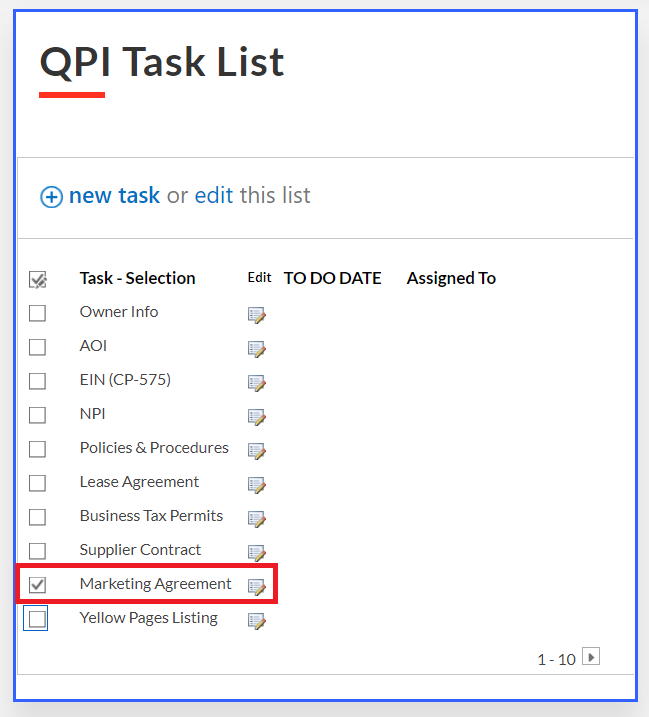 QPI Task List
new task or edit this list
Task - Selection Edit TO DO DATE Assigned To
Owner Info
AOI
EIN (CP-575)
NPI
Policies & Procedures
Lease Agreement
Business Tax Permits
Supplier Contract
Marketing Agreement
Yellow Pages Listing
1 - 10